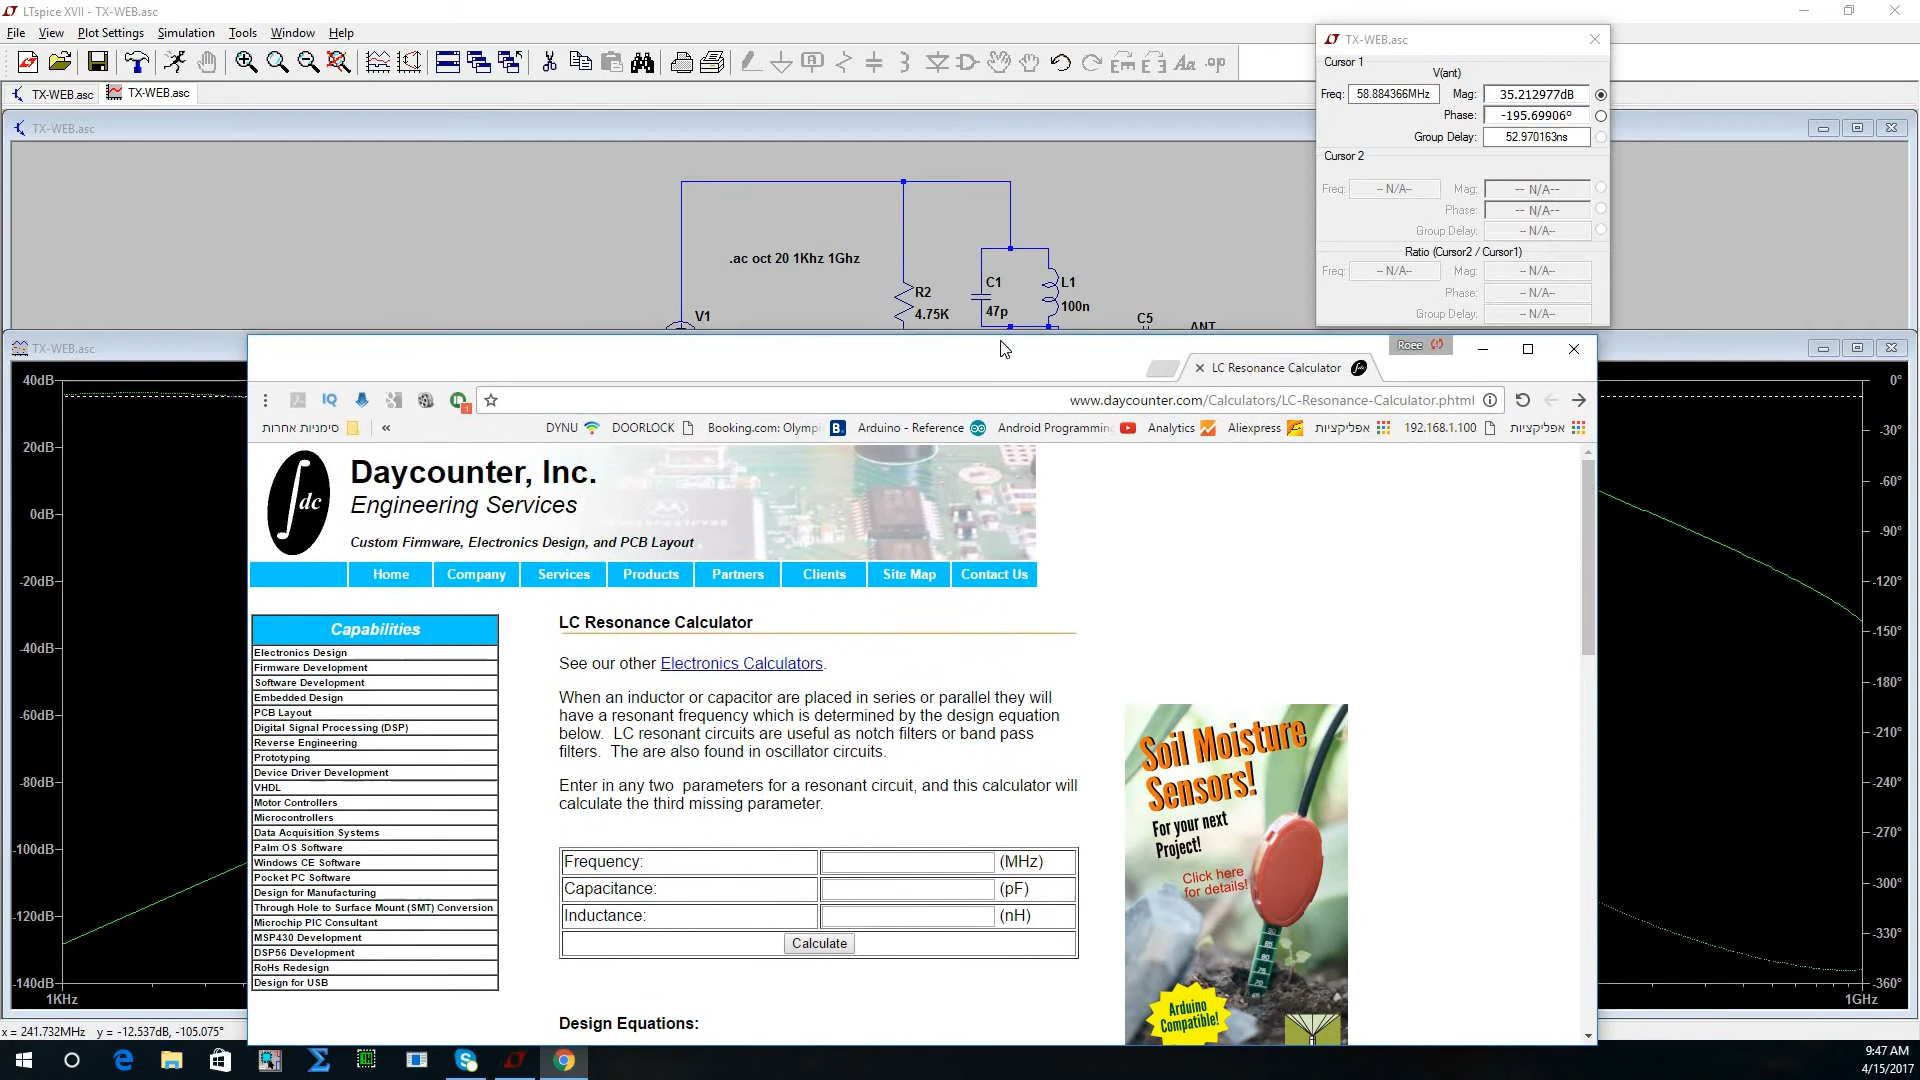 LTspice XVII - TX-WEB.asc
File View Plot Settings Simulation Tools Window Help
TX-WEB.asc TX-WEB.asc
TX-WEB.asc
.ac oct 20 1Khz 1Ghz
V1
R2
4.75K
C1
47p
L1
100n
C5
ANT
TX-WEB.asc
Cursor 1
V(ant)
Freq: 58.884366MHz Mag: 35.212977dB
Phase: -195.69906°
Group Delay: 52.970163ns
Cursor 2
Freq: -- N/A-- Mag: -- N/A--
Phase: -- N/A--
Group Delay: -- N/A--
Ratio (Cursor2 / Cursor1)
Freq: -- N/A-- Mag: -- N/A--
Phase: -- N/A--
Group Delay: -- N/A--
TX-WEB.asc
40dB
20dB
0dB
-20dB
-40dB
-60dB
-80dB
-100dB
-120dB
-140dB
1KHz
0°
-30°
-60°
-90°
-120°
-150°
-180°
-210°
-240°
-270°
-300°
-330°
-360°
1GHz
Roee
LC Resonance Calculator
www.daycounter.com/Calculators/LC-Resonance-Calculator.phtml
סימניות אחרות « DYNU DOORLOCK Booking.com: Olympi Arduino - Reference Android Programming Analytics Aliexpress אפליקציות 192.168.1.100 אפליקציות
dc
Daycounter, Inc.
Engineering Services
Custom Firmware, Electronics Design, and PCB Layout
Home Company Services Products Partners Clients Site Map Contact Us
Capabilities
Electronics Design
Firmware Development
Software Development
Embedded Design
PCB Layout
Digital Signal Processing (DSP)
Reverse Engineering
Prototyping
Device Driver Development
VHDL
Motor Controllers
Microcontrollers
Data Acquisition Systems
Palm OS Software
Windows CE Software
Pocket PC Software
Design for Manufacturing
Through Hole to Surface Mount (SMT) Conversion
Microchip PIC Consultant
MSP430 Development
DSP56 Development
RoHs Redesign
Design for USB
LC Resonance Calculator
See our other Electronics Calculators.
When an inductor or capacitor are placed in series or parallel they will
have a resonant frequency which is determined by the design equation
below. LC resonant circuits are useful as notch filters or band pass
filters. The are also found in oscillator circuits.
Enter in any two parameters for a resonant circuit, and this calculator will
calculate the third missing parameter.
Frequency: (MHz)
Capacitance: (pF)
Inductance: (nH)
Calculate
Design Equations:
Soil Moisture
Sensors!
For your next
Project!
Click here
for details!
Arduino
Compatible!
x = 241.732MHz y = -12.537dB, -105.075°
9:47 AM
4/15/2017